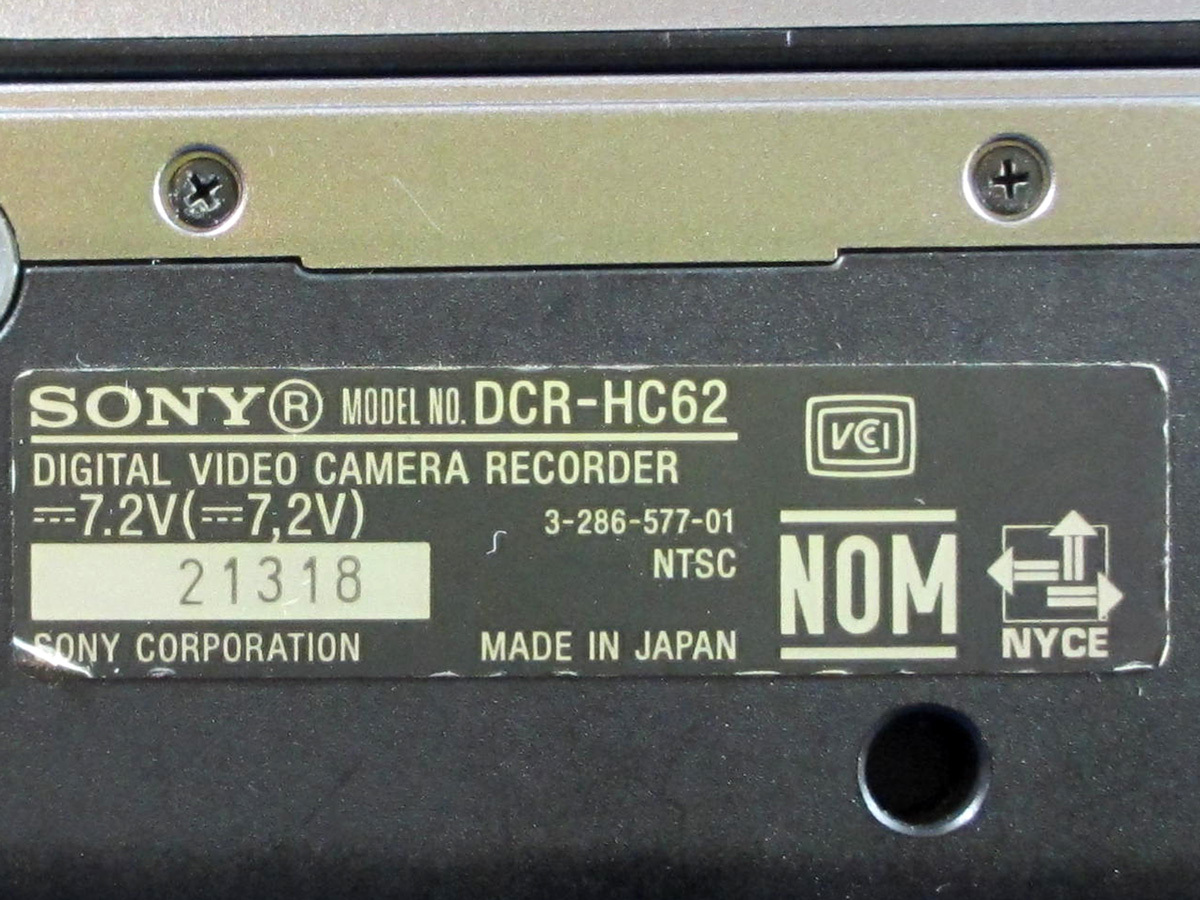 SONY® MODEL NO. DCR-HC62
DIGITAL VIDEO CAMERA RECORDER
⎓7.2V(⎓7,2V)
3-286-577-01
21318
NTSC
SONY CORPORATION
MADE IN JAPAN
VCCI
NOM
NYCE